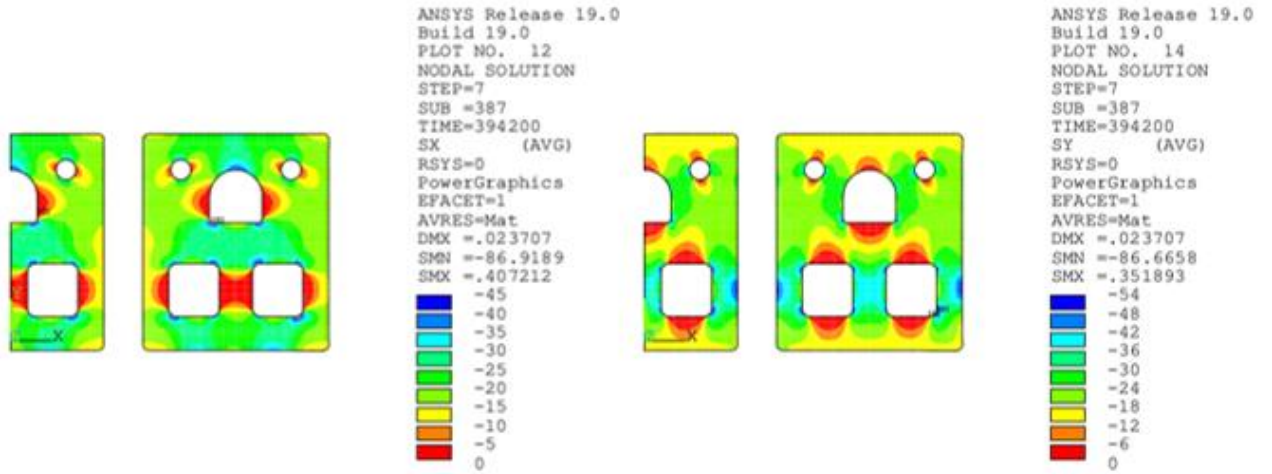 ANSYS Release 19.0
Build 19.0
PLOT NO. 12
NODAL SOLUTION
STEP=7
SUB =387
TIME=394200
SX (AVG)
RSYS=0
PowerGraphics
EFACET=1
AVRES=Mat
DMX =.023707
SMN =-86.9189
SMX =.407212
-45
-40
-35
-30
-25
-20
-15
-10
-5
0
X
ANSYS Release 19.0
Build 19.0
PLOT NO. 14
NODAL SOLUTION
STEP=7
SUB =387
TIME=394200
SY (AVG)
RSYS=0
PowerGraphics
EFACET=1
AVRES=Mat
DMX =.023707
SMN =-86.6658
SMX =.351893
-54
-48
-42
-36
-30
-24
-18
-12
-6
0
X